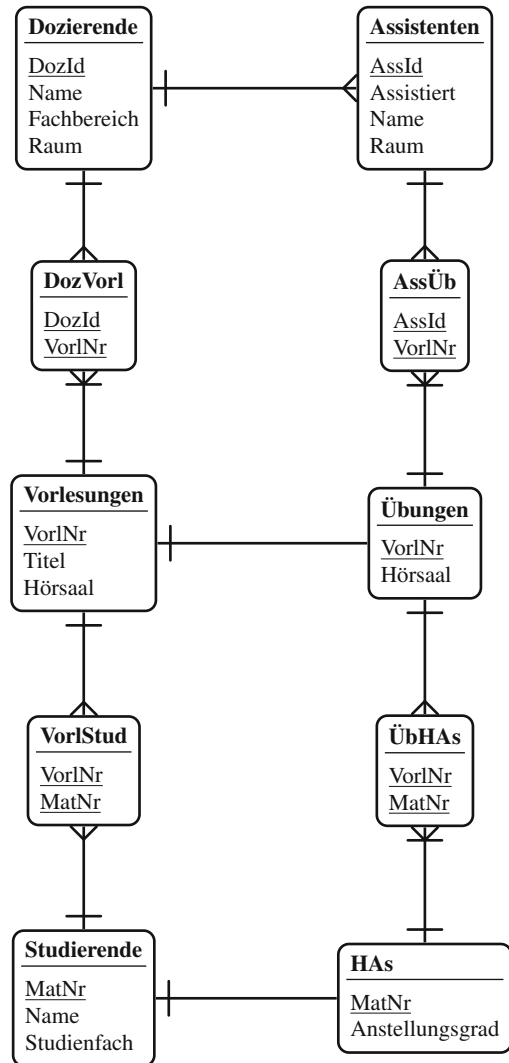 Dozierende
DozId
Name
Fachbereich
Raum
Assistenten
AssId
Assistiert
Name
Raum
DozVorl
DozId
VorlNr
AssÜb
AssId
VorlNr
Vorlesungen
VorlNr
Titel
Hörsaal
Übungen
VorlNr
Hörsaal
VorlStud
VorlNr
MatNr
ÜbHAs
VorlNr
MatNr
Studierende
MatNr
Name
Studienfach
HAs
MatNr
Anstellungsgrad